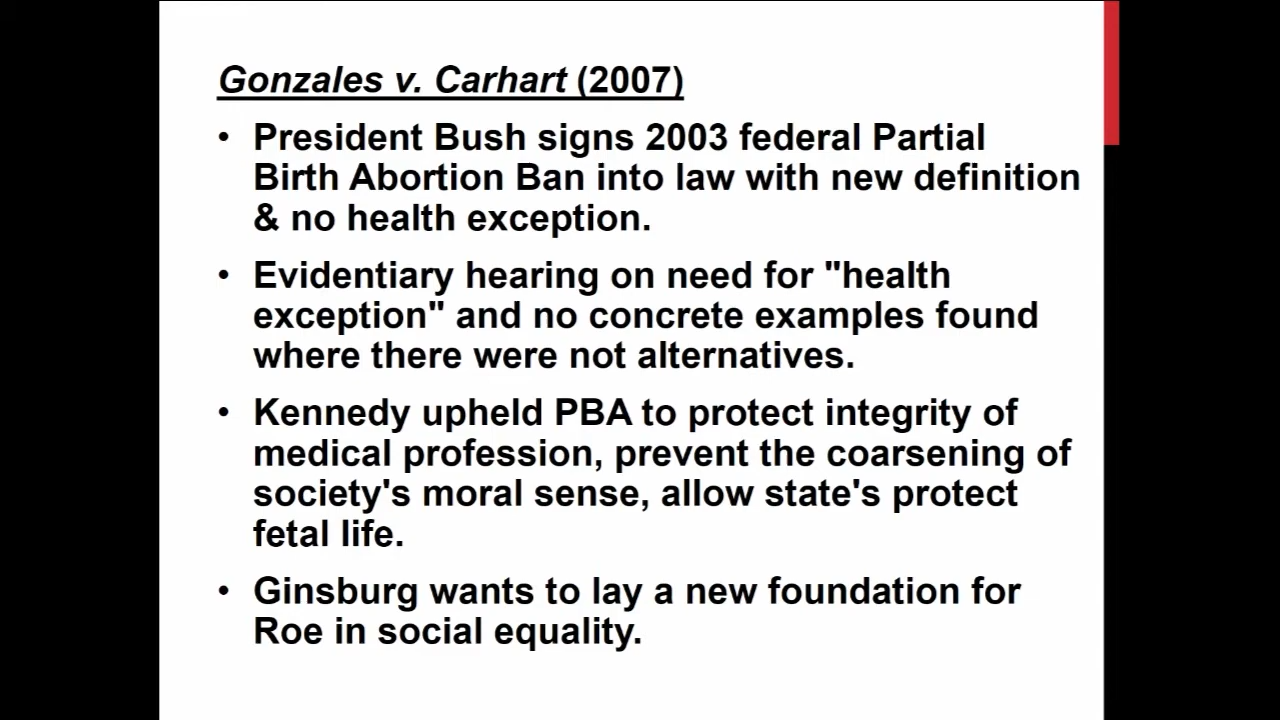 Gonzales v. Carhart (2007)
• President Bush signs 2003 federal Partial
Birth Abortion Ban into law with new definition
& no health exception.
• Evidentiary hearing on need for "health
exception" and no concrete examples found
where there were not alternatives.
• Kennedy upheld PBA to protect integrity of
medical profession, prevent the coarsening of
society's moral sense, allow state's protect
fetal life.
• Ginsburg wants to lay a new foundation for
Roe in social equality.